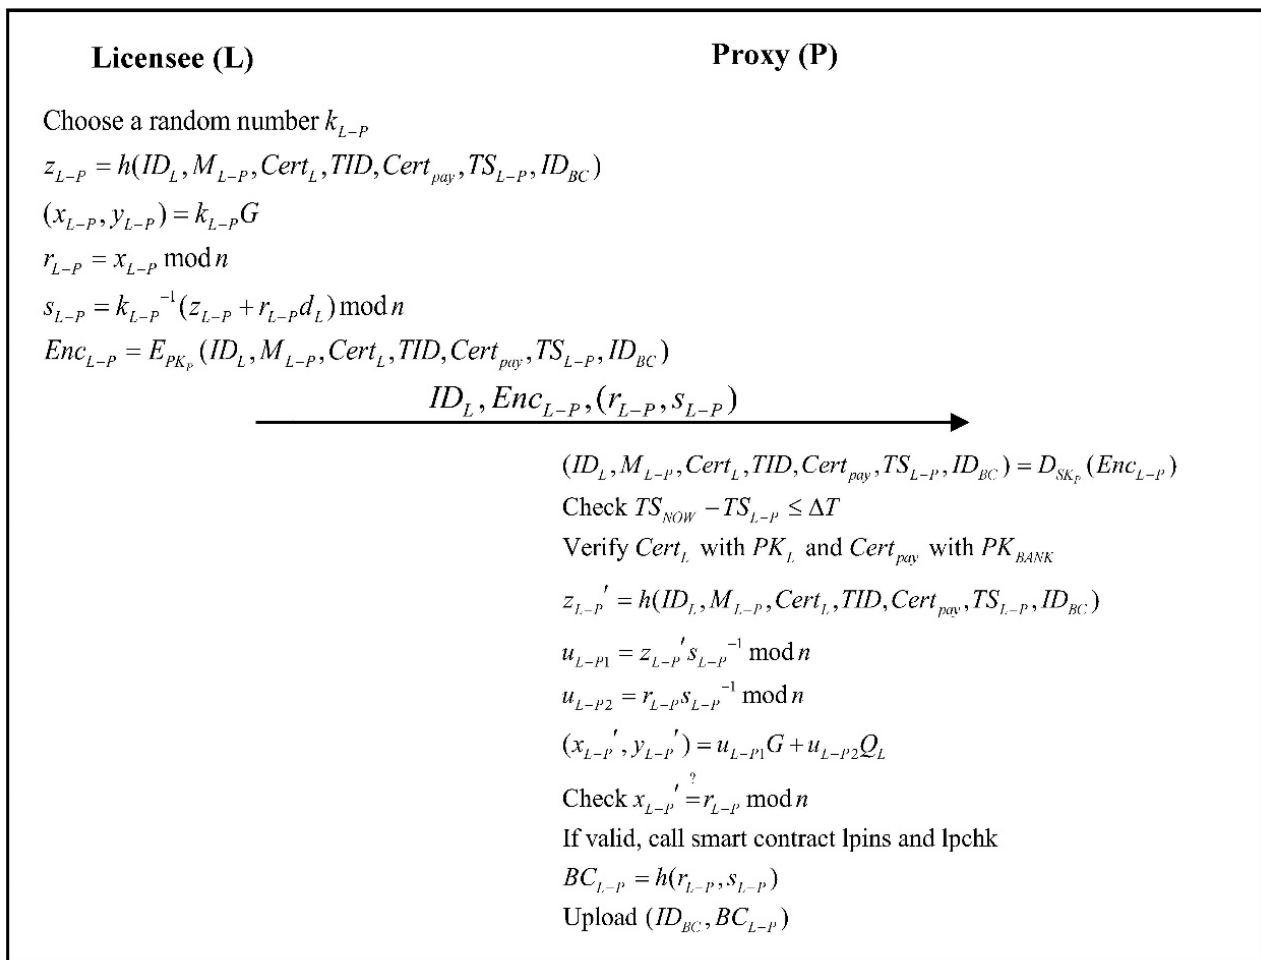 Licensee (L)
Proxy (P)
Choose a random number k_{L-P}
z_{L-P} = h(ID_L, M_{L-P}, Cert_L, TID, Cert_{pay}, TS_{L-P}, ID_{BC})
(x_{L-P}, y_{L-P}) = k_{L-P}G
r_{L-P} = x_{L-P} mod n
s_{L-P} = k_{L-P}^{-1}(z_{L-P} + r_{L-P}d_L) mod n
Enc_{L-P} = E_{PK_P}(ID_L, M_{L-P}, Cert_L, TID, Cert_{pay}, TS_{L-P}, ID_{BC})
ID_L, Enc_{L-P}, (r_{L-P}, s_{L-P})
(ID_L, M_{L-P}, Cert_L, TID, Cert_{pay}, TS_{L-P}, ID_{BC}) = D_{SK_P}(Enc_{L-P})
Check TS_{NOW} − TS_{L-P} ≤ ΔT
Verify Cert_L with PK_L and Cert_{pay} with PK_{BANK}
z_{L-P}' = h(ID_L, M_{L-P}, Cert_L, TID, Cert_{pay}, TS_{L-P}, ID_{BC})
u_{L-P1} = z_{L-P}' s_{L-P}^{-1} mod n
u_{L-P2} = r_{L-P} s_{L-P}^{-1} mod n
(x_{L-P}', y_{L-P}') = u_{L-P1}G + u_{L-P2}Q_L
Check x_{L-P}' =^? r_{L-P} mod n
If valid, call smart contract lpins and lpchk
BC_{L-P} = h(r_{L-P}, s_{L-P})
Upload (ID_{BC}, BC_{L-P})